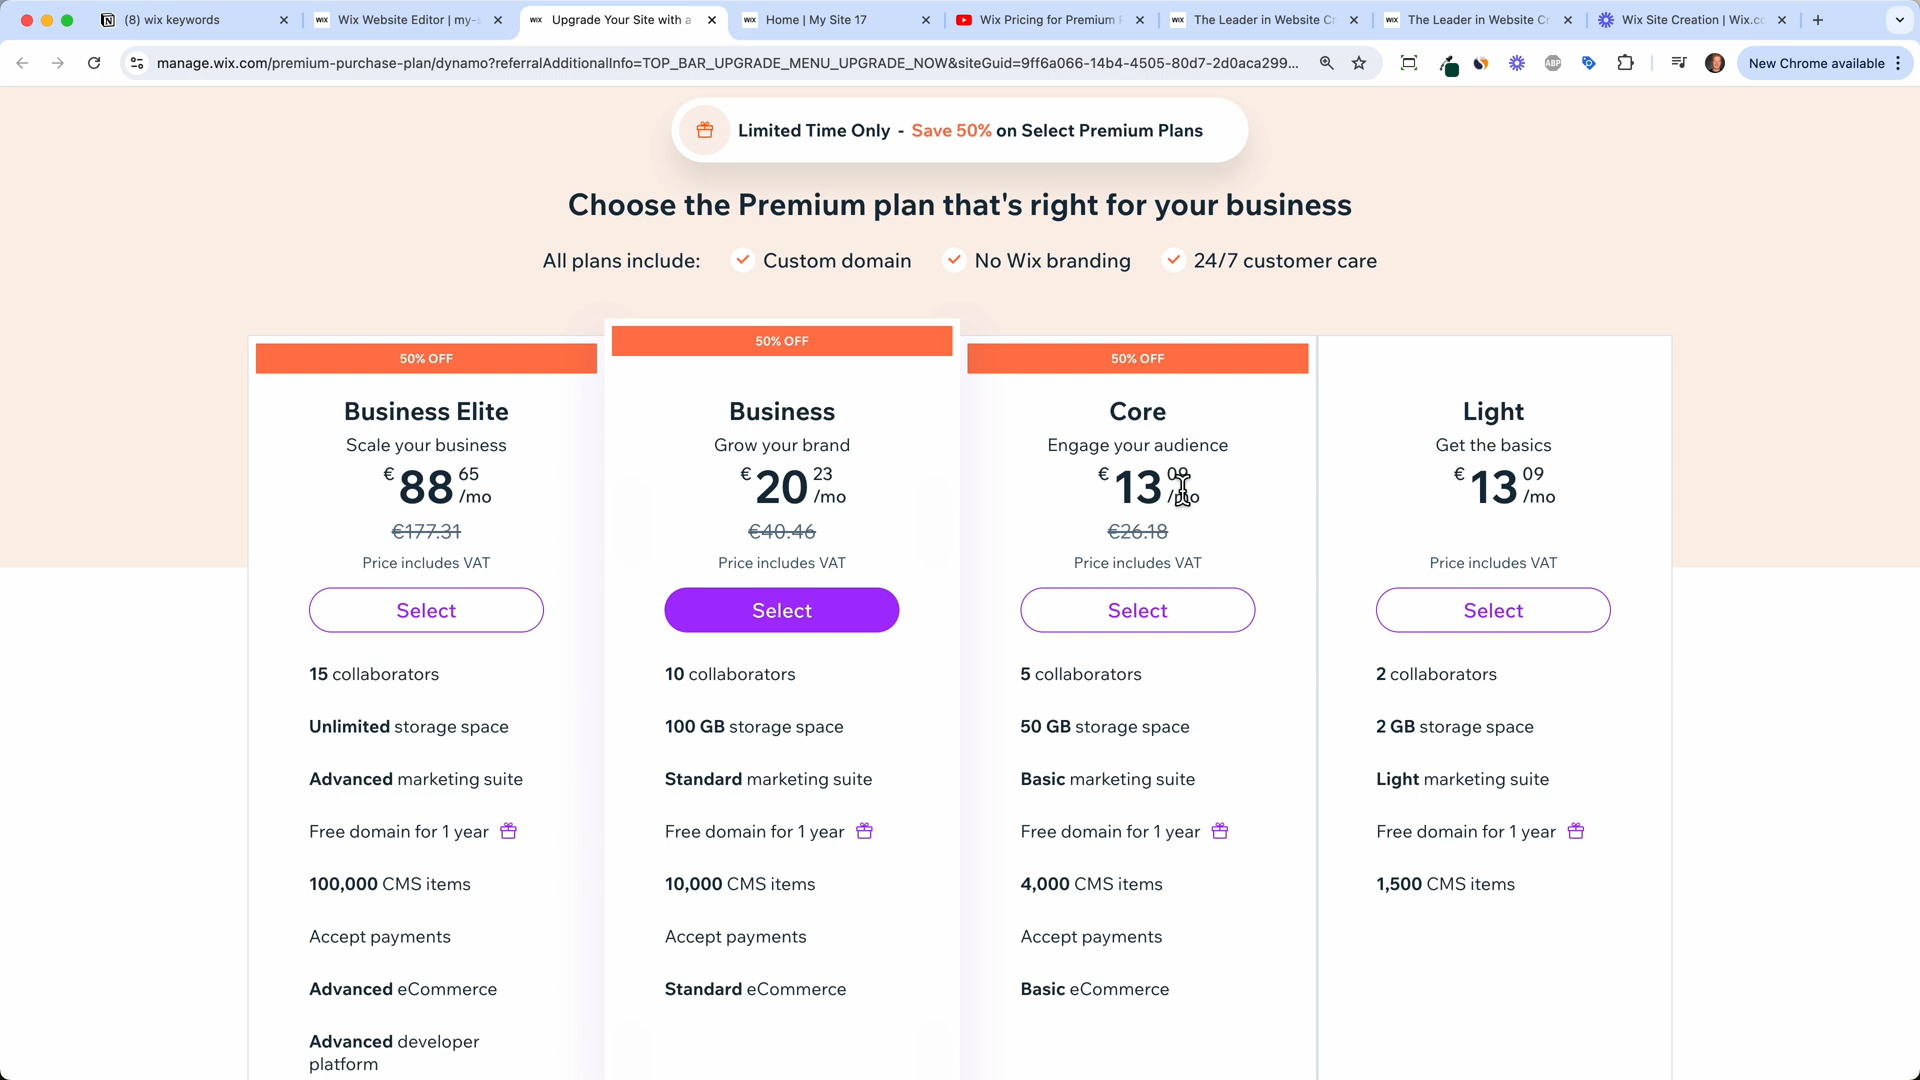 (8) wix keywords
WIX Wix Website Editor | my-s
WIX Upgrade Your Site with a
WIX Home | My Site 17
Wix Pricing for Premium P
WIX The Leader in Website Cr
WIX The Leader in Website Cr
Wix Site Creation | Wix.co
manage.wix.com/premium-purchase-plan/dynamo?referralAdditionalInfo=TOP_BAR_UPGRADE_MENU_UPGRADE_NOW&siteGuid=9ff6a066-14b4-4505-80d7-2d0aca299...
ABP
New Chrome available
Limited Time Only - Save 50% on Select Premium Plans
Choose the Premium plan that's right for your business
All plans include: Custom domain No Wix branding 24/7 customer care
50% OFF
Business Elite
Scale your business
€ 88 65 /mo
€177.31
Price includes VAT
Select
15 collaborators
Unlimited storage space
Advanced marketing suite
Free domain for 1 year
100,000 CMS items
Accept payments
Advanced eCommerce
Advanced developer
platform
50% OFF
Business
Grow your brand
€ 20 23 /mo
€40.46
Price includes VAT
Select
10 collaborators
100 GB storage space
Standard marketing suite
Free domain for 1 year
10,000 CMS items
Accept payments
Standard eCommerce
50% OFF
Core
Engage your audience
€ 13 09 /mo
€26.18
Price includes VAT
Select
5 collaborators
50 GB storage space
Basic marketing suite
Free domain for 1 year
4,000 CMS items
Accept payments
Basic eCommerce
Light
Get the basics
€ 13 09 /mo
Price includes VAT
Select
2 collaborators
2 GB storage space
Light marketing suite
Free domain for 1 year
1,500 CMS items